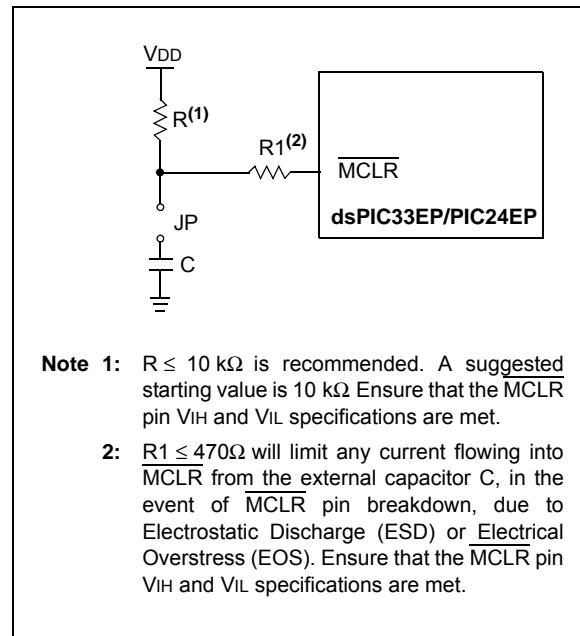 VDD
R(1)
R1(2)
MCLR
dsPIC33EP/PIC24EP
JP
C
Note 1: R ≤ 10 kΩ is recommended. A suggested
starting value is 10 kΩ Ensure that the MCLR
pin VIH and VIL specifications are met.
2: R1 ≤ 470Ω will limit any current flowing into
MCLR from the external capacitor C, in the
event of MCLR pin breakdown, due to
Electrostatic Discharge (ESD) or Electrical
Overstress (EOS). Ensure that the MCLR pin
VIH and VIL specifications are met.